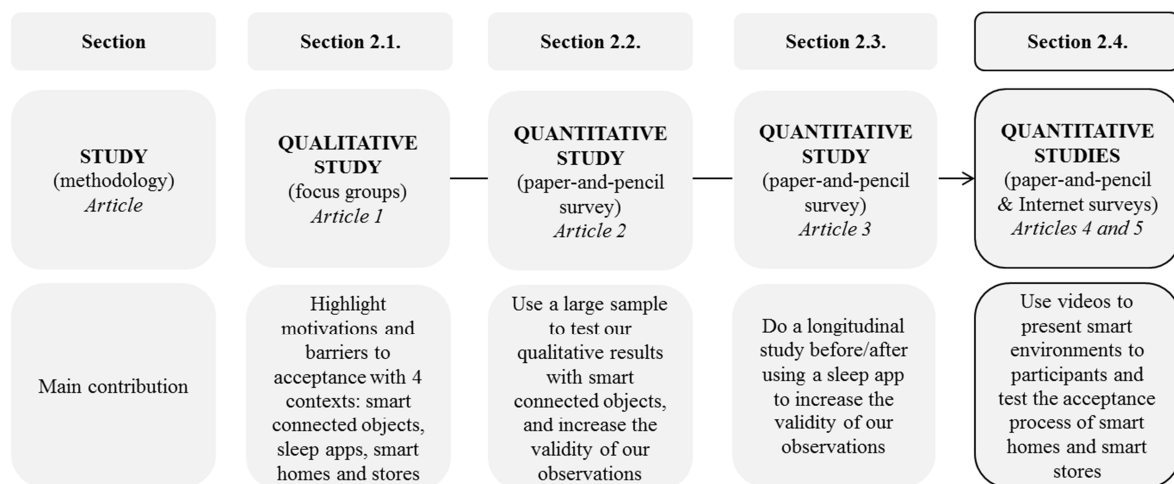 Section
Section 2.1.
Section 2.2.
Section 2.3.
Section 2.4.
STUDY
(methodology)
Article
QUALITATIVE
STUDY
(focus groups)
Article 1
QUANTITATIVE
STUDY
(paper-and-pencil
survey)
Article 2
QUANTITATIVE
STUDY
(paper-and-pencil
survey)
Article 3
QUANTITATIVE
STUDIES
(paper-and-pencil
& Internet surveys)
Articles 4 and 5
Main contribution
Highlight
motivations and
barriers to
acceptance with 4
contexts: smart
connected objects,
sleep apps, smart
homes and stores
Use a large sample
to test our
qualitative results
with smart
connected objects,
and increase the
validity of our
observations
Do a longitudinal
study before/after
using a sleep app
to increase the
validity of our
observations
Use videos to
present smart
environments to
participants and
test the acceptance
process of smart
homes and smart
stores